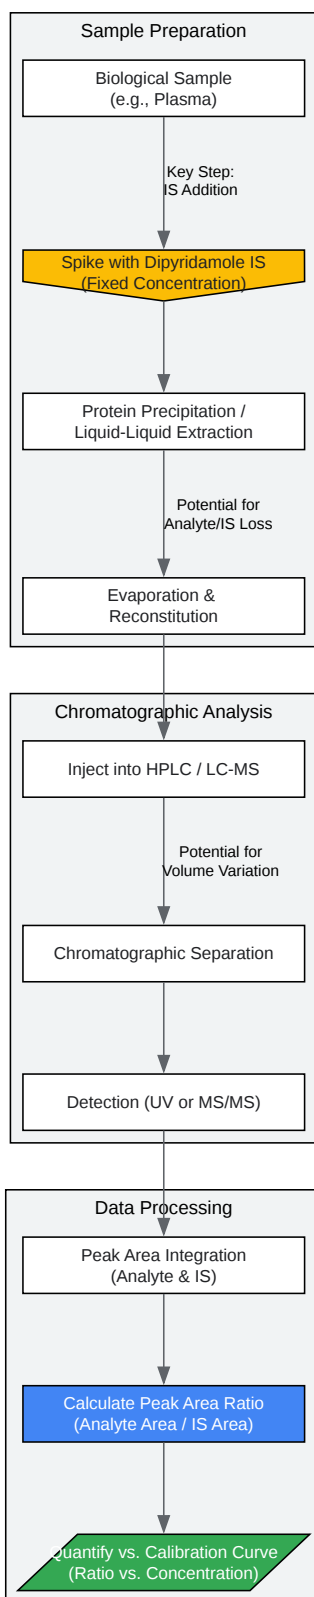 Sample Preparation
Biological Sample
(e.g., Plasma)
Key Step:
IS Addition
Spike with Dipyridamole IS
(Fixed Concentration)
Protein Precipitation /
Liquid-Liquid Extraction
Potential for
Analyte/IS Loss
Evaporation &
Reconstitution
Chromatographic Analysis
Inject into HPLC / LC-MS
Potential for
Volume Variation
Chromatographic Separation
Detection (UV or MS/MS)
Data Processing
Peak Area Integration
(Analyte & IS)
Calculate Peak Area Ratio
(Analyte Area / IS Area)
Quantify vs. Calibration Curve
(Ratio vs. Concentration)